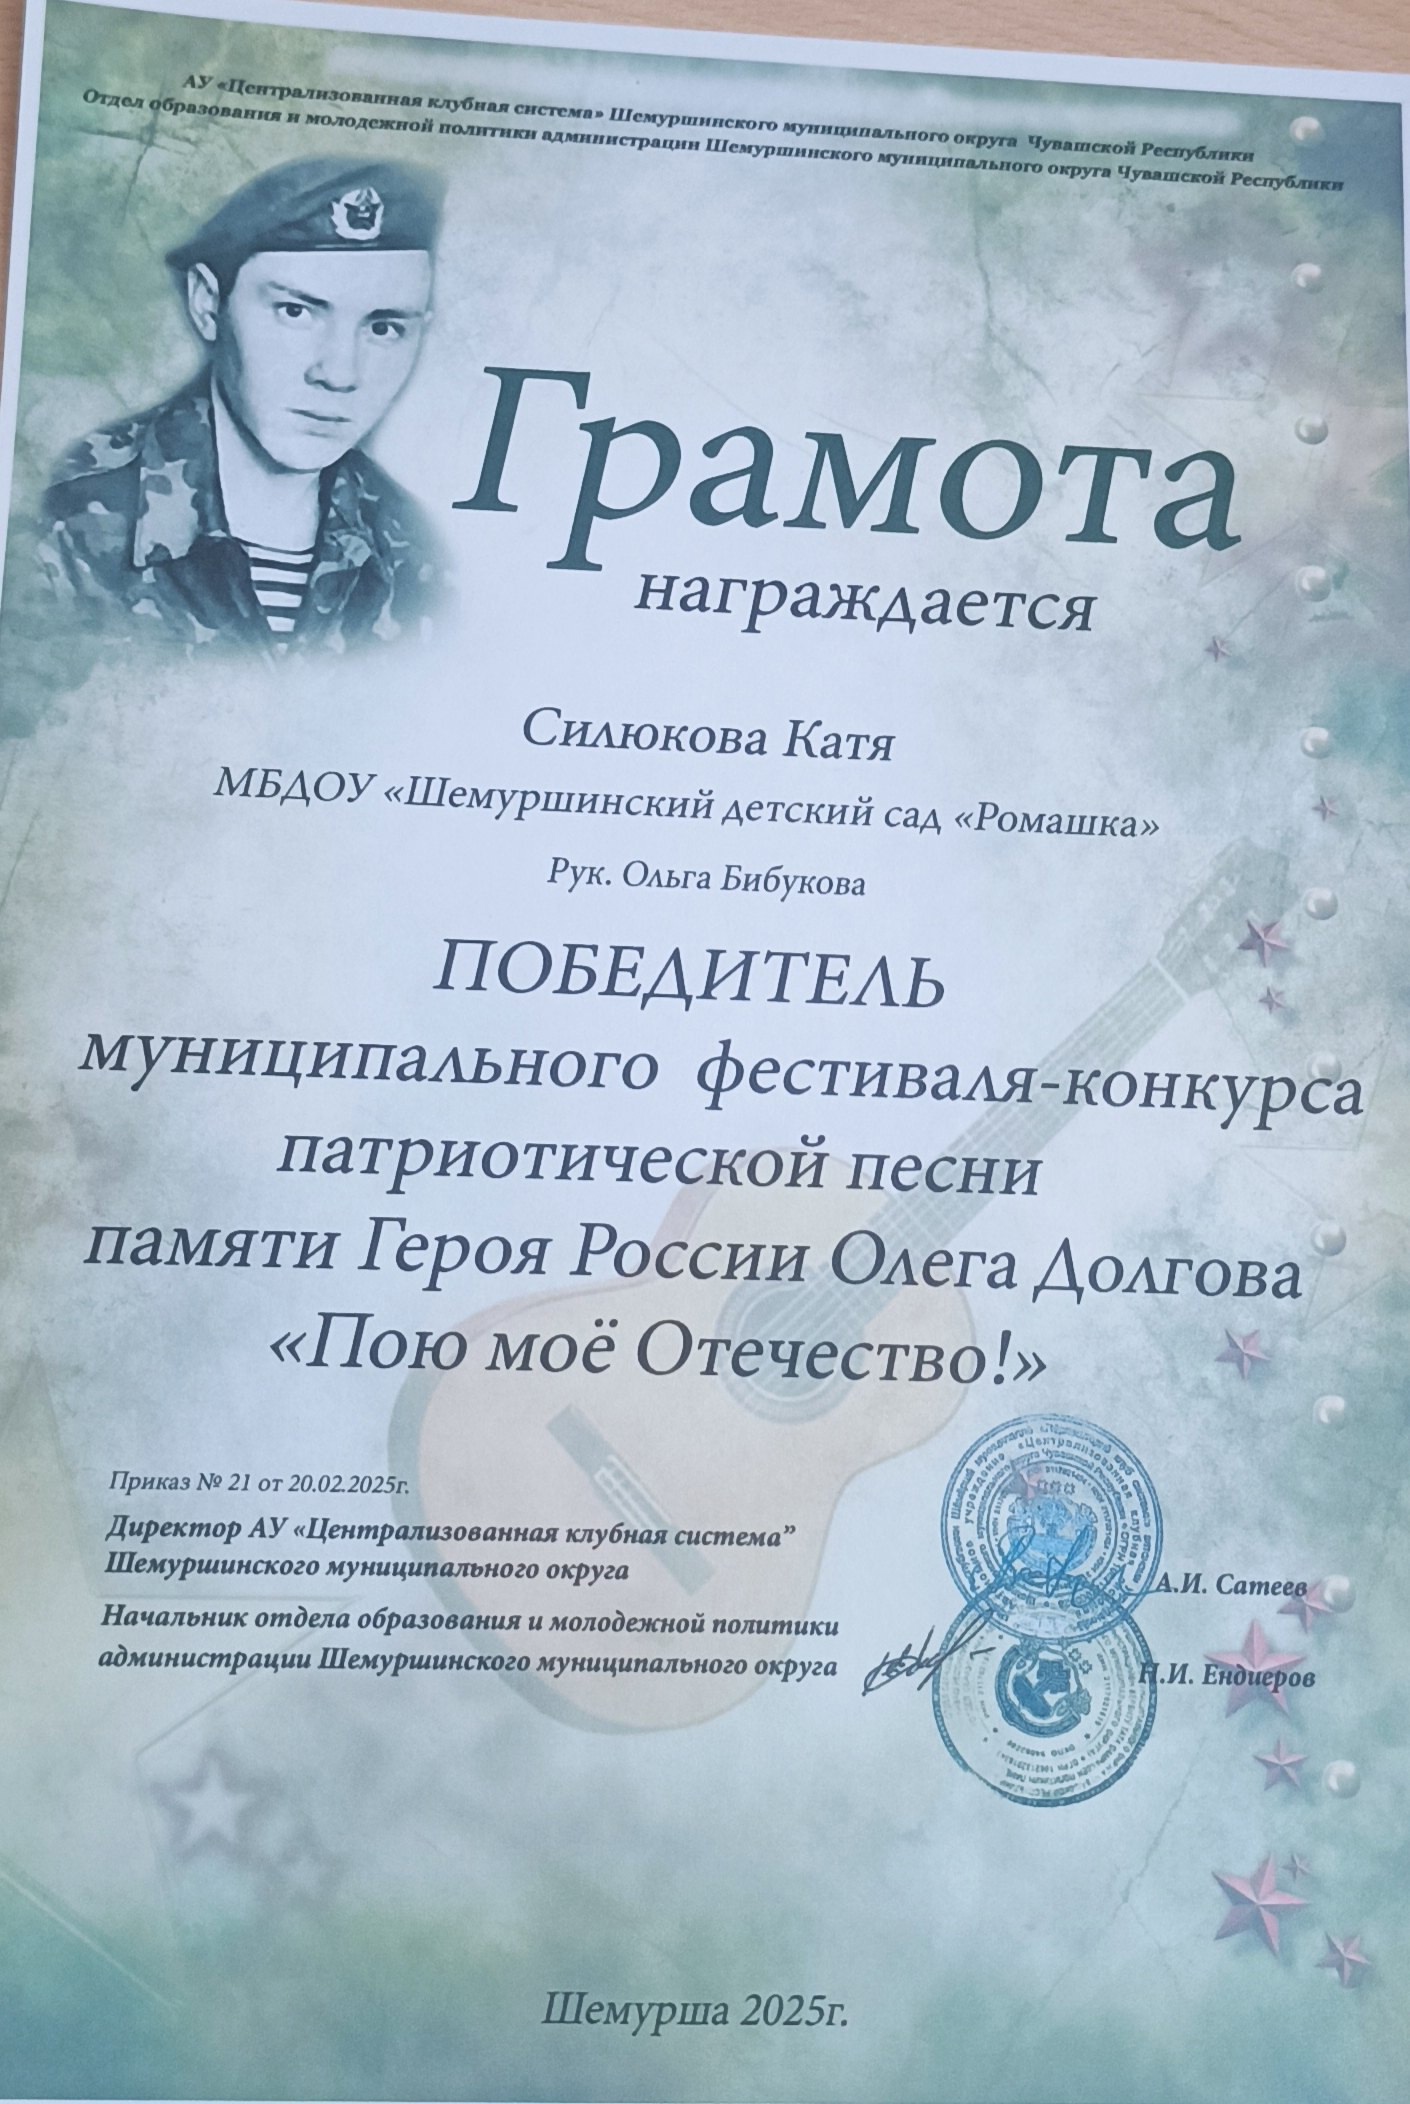 АУ «Централизованная клубная система» Шемуршинского муниципального округа Чувашской Республики
Отдел образования и молодежной политики администрации Шемуршинского муниципального округа Чувашской Республики
Грамота
награждается
Силюкова Катя
МБДОУ «Шемуршинский детский сад «Ромашка»
Рук. Ольга Бибукова
ПОБЕДИТЕЛЬ
муниципального фестиваля-конкурса
патриотической песни
памяти Героя России Олега Долгова
«Пою моё Отечество!»
Приказ № 21 от 20.02.2025г.
Директор АУ «Централизованная клубная система”
Шемуршинского муниципального округа
А.И. Сатеев
Начальник отдела образования и молодежной политики
администрации Шемуршинского муниципального округа
Н.И. Ендиеров
Шемурша 2025г.